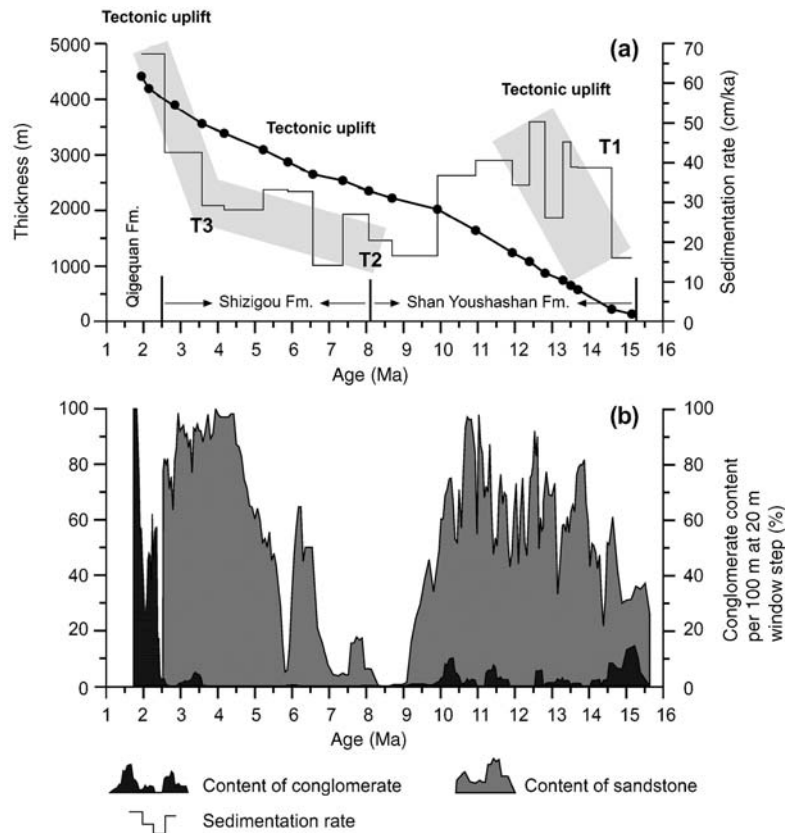 Tectonic uplift
(a)
5000
4000
3000
2000
1000
0
Thickness (m)
70
60
50
40
30
20
10
0
Sedimentation rate (cm/ka)
Tectonic uplift
Tectonic uplift
T1
T3
T2
Qigequan Fm.
Shizigou Fm.
Shan Youshashan Fm.
1 2 3 4 5 6 7 8 9 10 11 12 13 14 15 16
Age (Ma)
(b)
100
80
60
40
20
0
100
80
60
40
20
0
Conglomerate content
per 100 m at 20 m
window step (%)
1 2 3 4 5 6 7 8 9 10 11 12 13 14 15 16
Age (Ma)
Content of conglomerate
Content of sandstone
Sedimentation rate